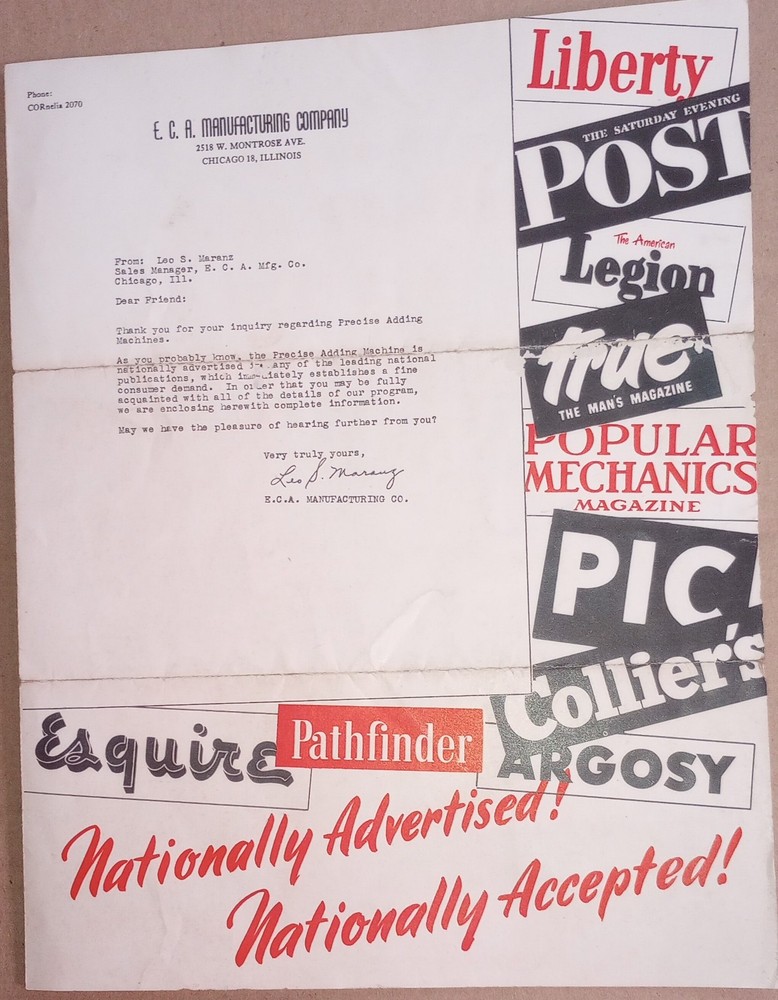 Phone:
CORnelia 2070
E. C. A. MANUFACTURING COMPANY
2518 W. MONTROSE AVE.
CHICAGO 18, ILLINOIS
From: Leo S. Maranz
Sales Manager, E. C. A. Mfg. Co.
Chicago, Ill.
Dear Friend:
Thank you for your inquiry regarding Precise Adding
Machines.
As you probably know, the Precise Adding Machine is
nationally advertised any of the leading national
publications, which establishes a fine
consumer demand. In that you may be fully
acquainted with all of the details of our program,
we are enclosing herewith complete information.
May we have the pleasure of hearing further from you?
Very truly yours,
Leo S. Maranz
E.C.A. MANUFACTURING CO.
Liberty
THE SATURDAY EVENING
POST
The American
Legion
True
THE MAN'S MAGAZINE
POPULAR
MECHANICS
MAGAZINE
PIC
Collier's
Esquire
Pathfinder
ARGOSY
Nationally Advertised!
Nationally Accepted!